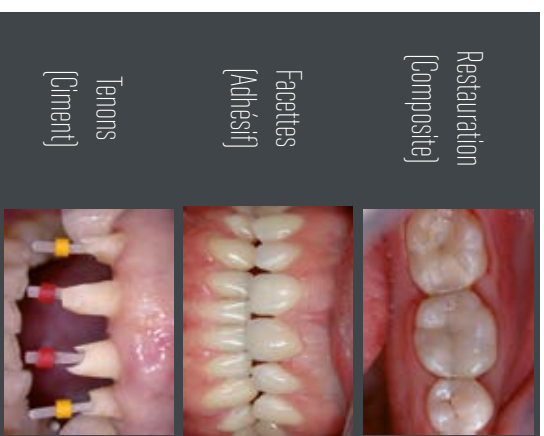 Restauration
(Composite)
Facettes
(Adhésif)
Tenons
(Ciment)